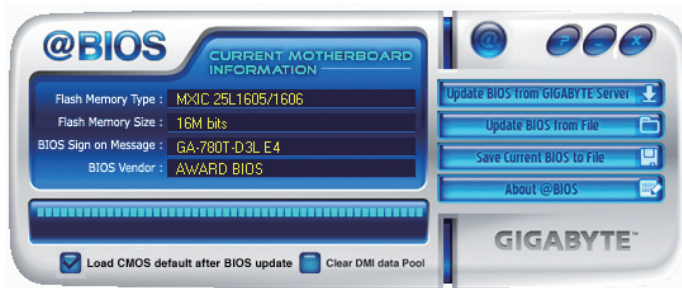 @BIOS
CURRENT MOTHERBOARD
INFORMATION
Flash Memory Type : MXIC 25L1605/1606
Flash Memory Size : 16M bits
BIOS Sign on Message : GA-780T-D3L E4
BIOS Vendor : AWARD BIOS
Load CMOS default after BIOS update
Clear DMI data Pool
@ ? _ X
Update BIOS from GIGABYTE Server
Update BIOS from File
Save Current BIOS to File
About @BIOS
GIGABYTE™